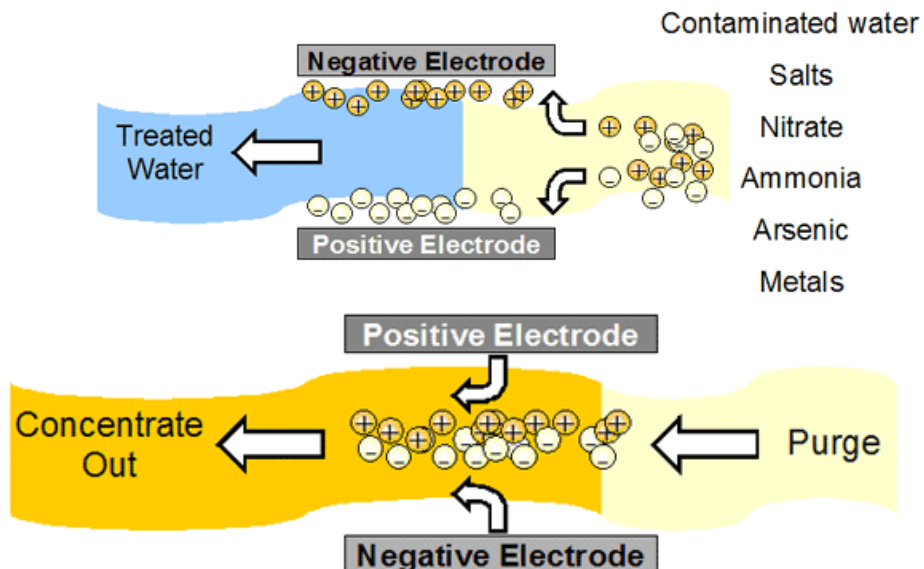 Contaminated water
Negative Electrode
Salts
Treated
Water
Nitrate
Ammonia
Positive Electrode
Arsenic
Metals
Positive Electrode
Concentrate
Out
Purge
Negative Electrode